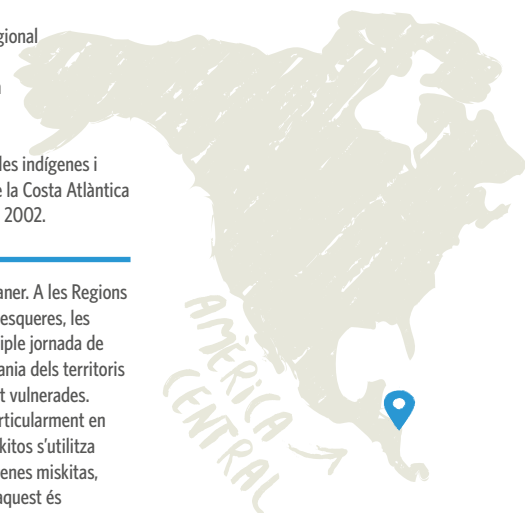 gional
les indígenes i
e la Costa Atlàntica
2002.
aner. A les Regions
esqueres, les
iple jornada de
ania dels territoris
t vulnerades.
articularment en
kitos s'utilitza
enes miskitas,
aquest és
AMÈRICA
CENTRAL